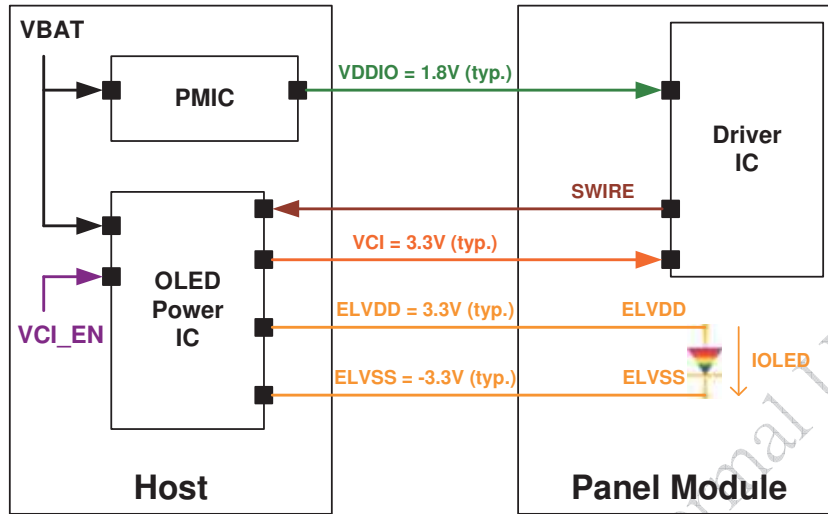 VBAT
PMIC
VDDIO = 1.8V (typ.)
Driver
IC
SWIRE
VCI = 3.3V (typ.)
OLED
Power
IC
VCI_EN
ELVDD = 3.3V (typ.)
ELVDD
IOLED
ELVSS = -3.3V (typ.)
ELVSS
Host
Panel Module